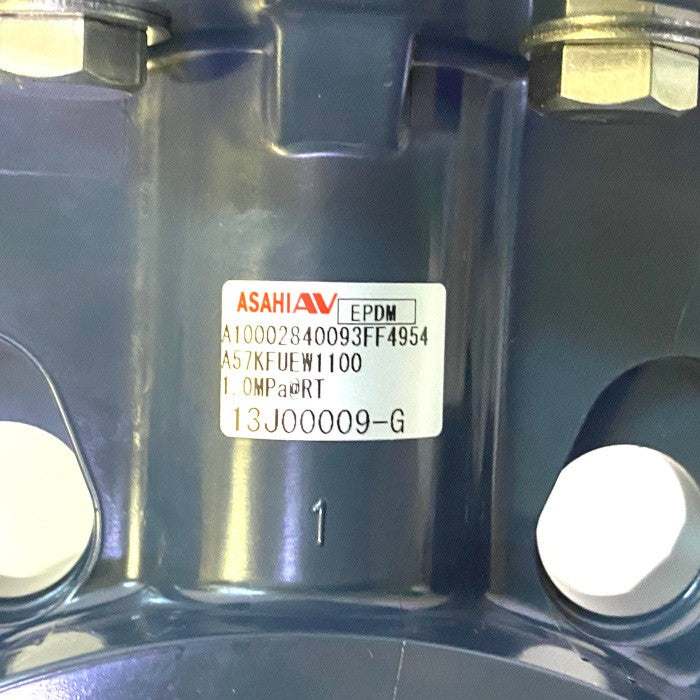 ASAHI AV EPDM
A10002840093FF4954
A57KFUEW1100
1.0MPa@RT
13J00009-G
1